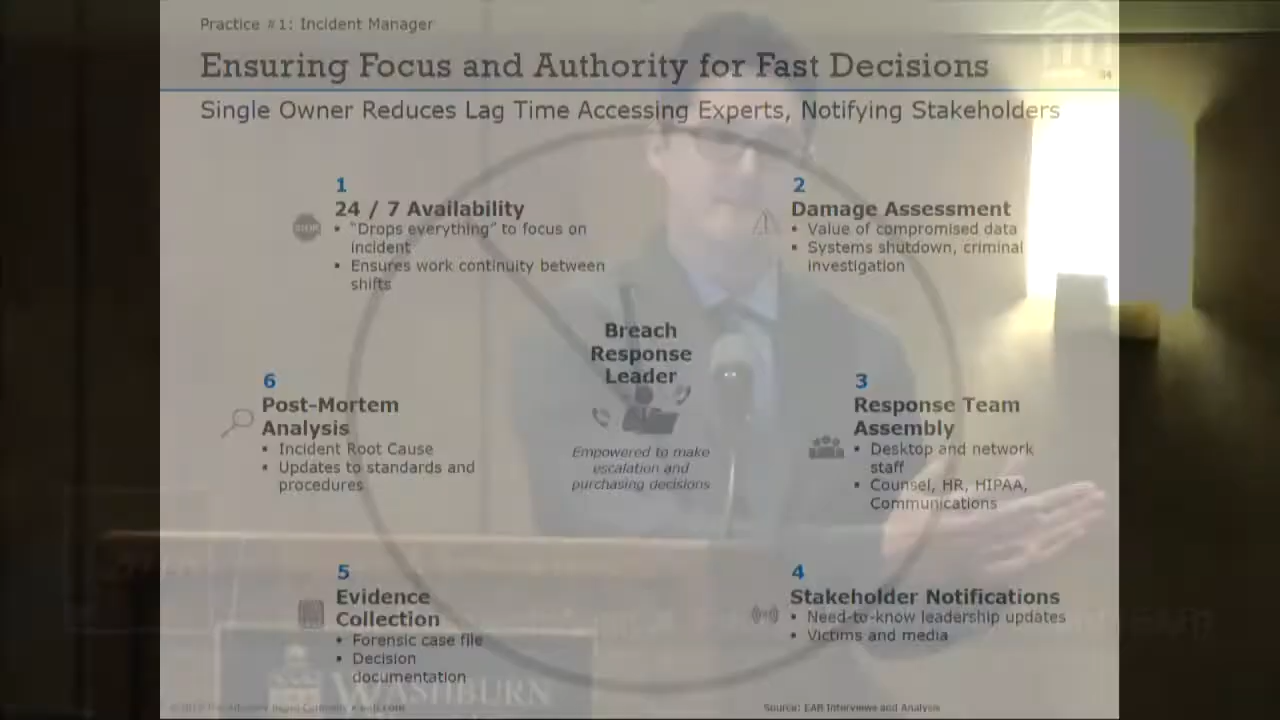 Practice #1: Incident Manager
Ensuring Focus and Authority for Fast Decisions
34
Single Owner Reduces Lag Time Accessing Experts, Notifying Stakeholders
1
24 / 7 Availability
▪ "Drops everything" to focus on
incident
▪ Ensures work continuity between
shifts
STOP
2
Damage Assessment
▪ Value of compromised data
▪ Systems shutdown, criminal
investigation
Breach
Response
Leader
Empowered to make
escalation and
purchasing decisions
3
Response Team
Assembly
▪ Desktop and network
staff
▪ Counsel, HR, HIPAA,
Communications
4
Stakeholder Notifications
▪ Need-to-know leadership updates
▪ Victims and media
5
Evidence
Collection
▪ Forensic case file
▪ Decision
documentation
6
Post-Mortem
Analysis
▪ Incident Root Cause
▪ Updates to standards and
procedures
WASHBURN
Source: EAB Interviews and Analysis